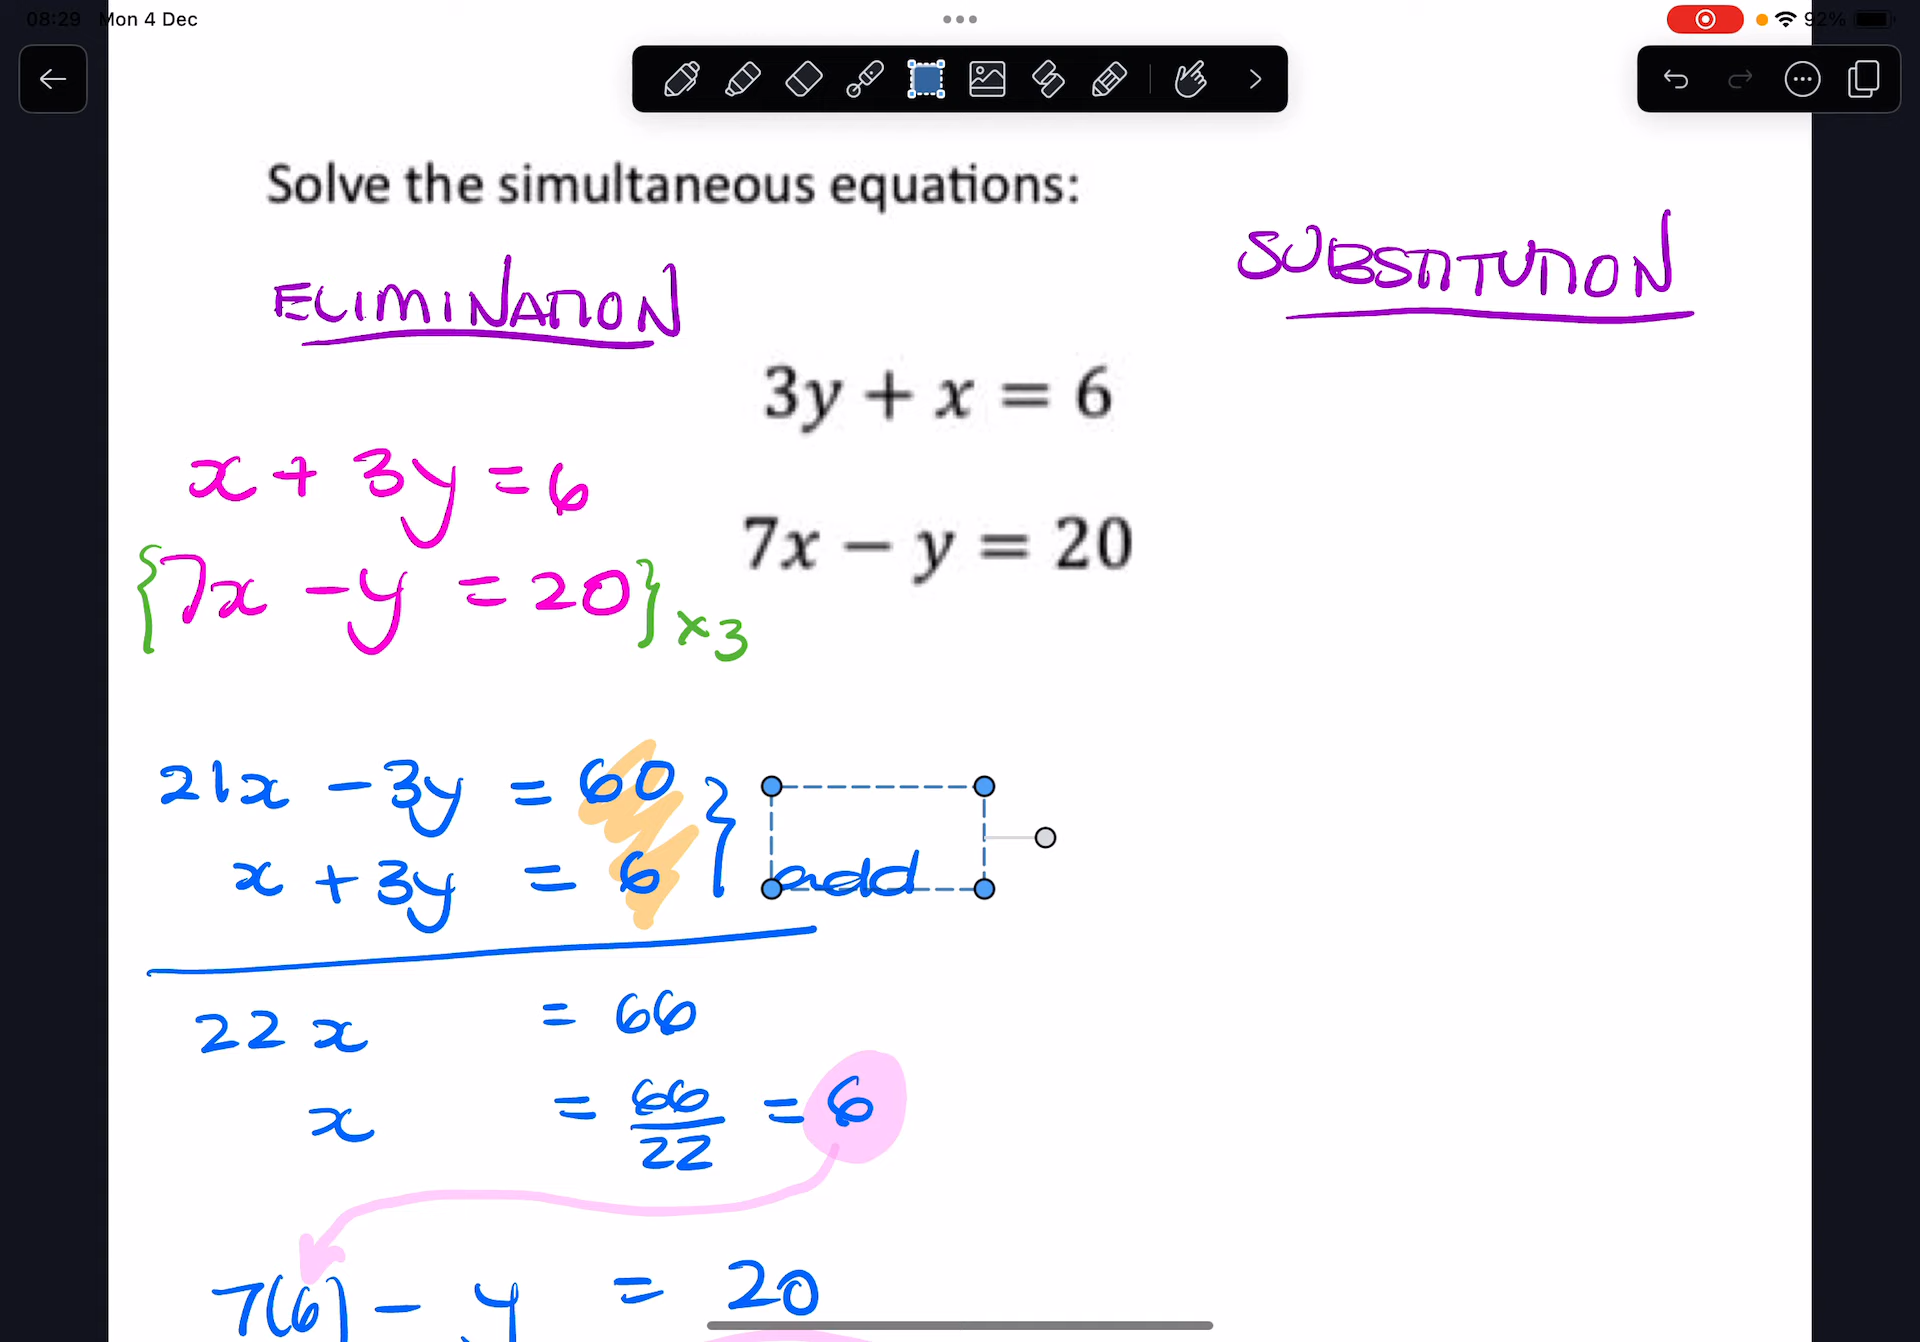 08:29 Mon 4 Dec
92%
Solve the simultaneous equations:
ELIMINATION
SUBSTITUTION
3y + x = 6
x + 3y = 6
7x − y = 20
{7x − y = 20} ×3
21x − 3y = 60
x + 3y = 6 } add
22x = 66
x = 66/22 = 6
7(6) − y = 20